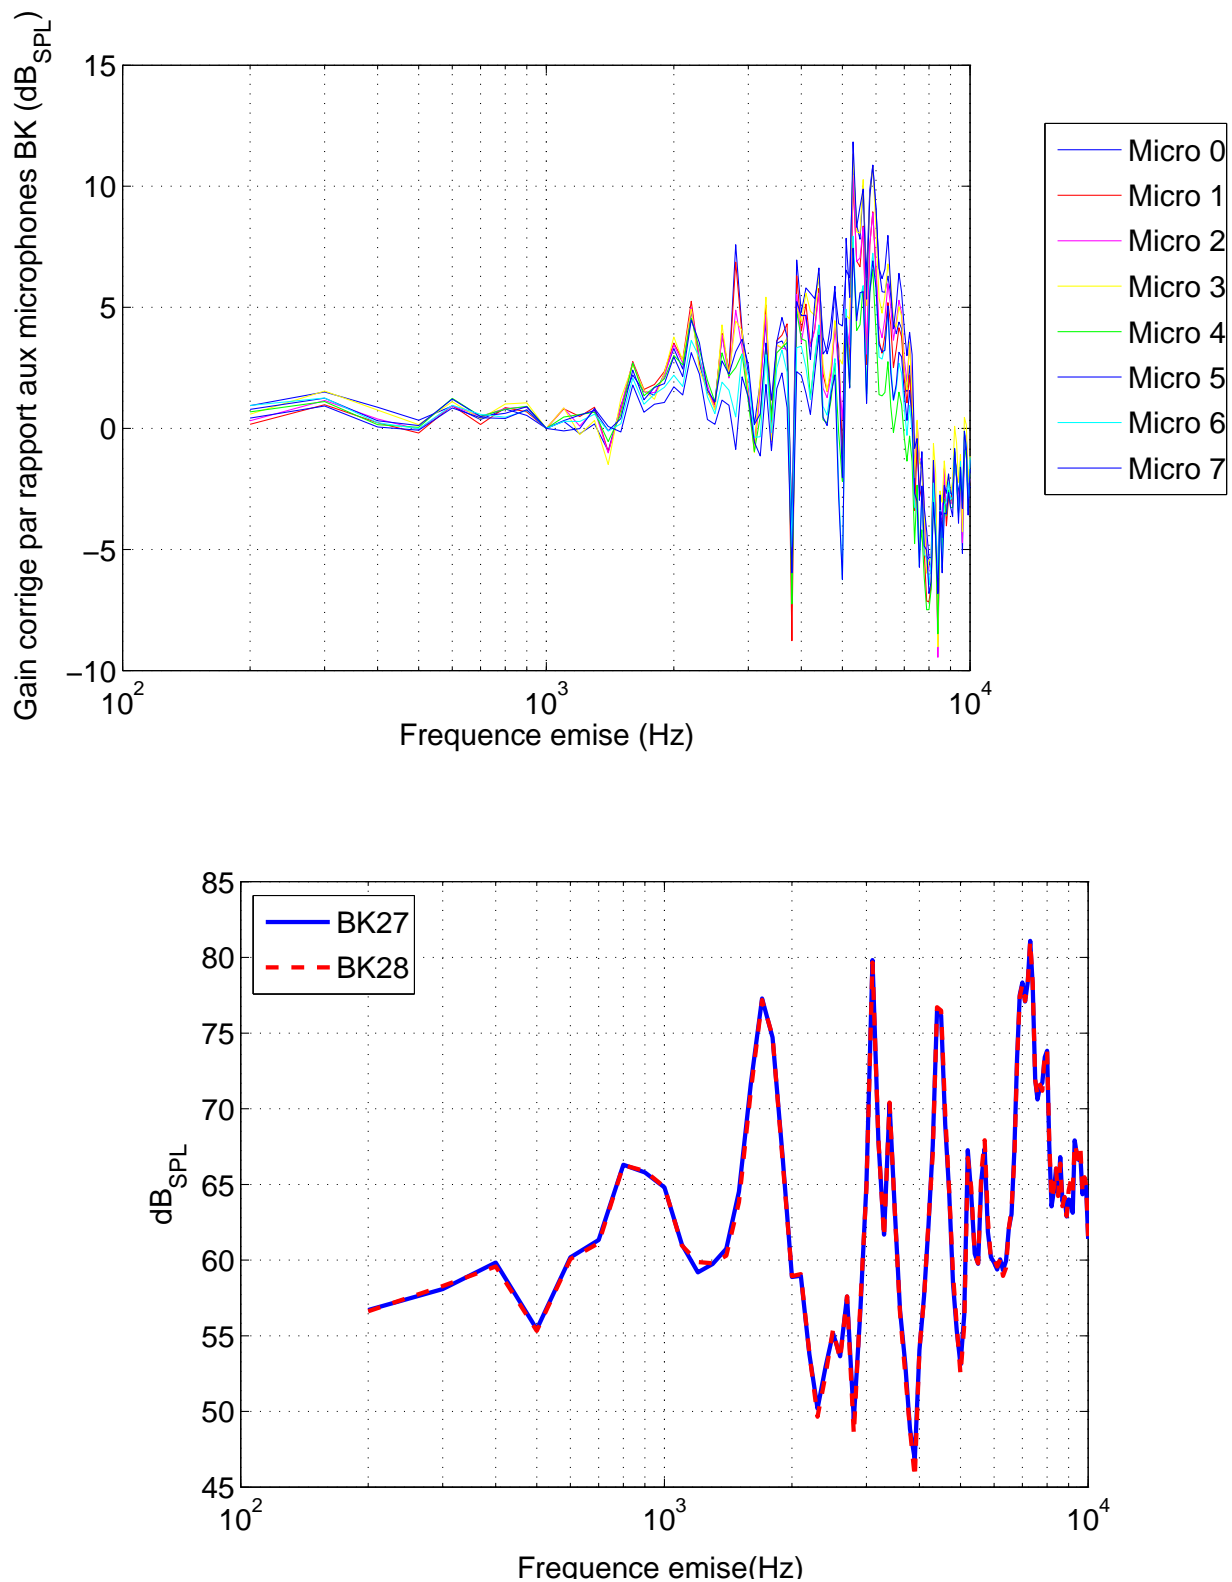 Gain corrige par rapport aux microphones BK (dB_SPL)
15
10
5
0
−5
−10
10^2
10^3
10^4
Frequence emise (Hz)
Micro 0
Micro 1
Micro 2
Micro 3
Micro 4
Micro 5
Micro 6
Micro 7
dB_SPL
85
80
75
70
65
60
55
50
45
BK27
BK28
10^2
10^3
10^4
Frequence emise(Hz)